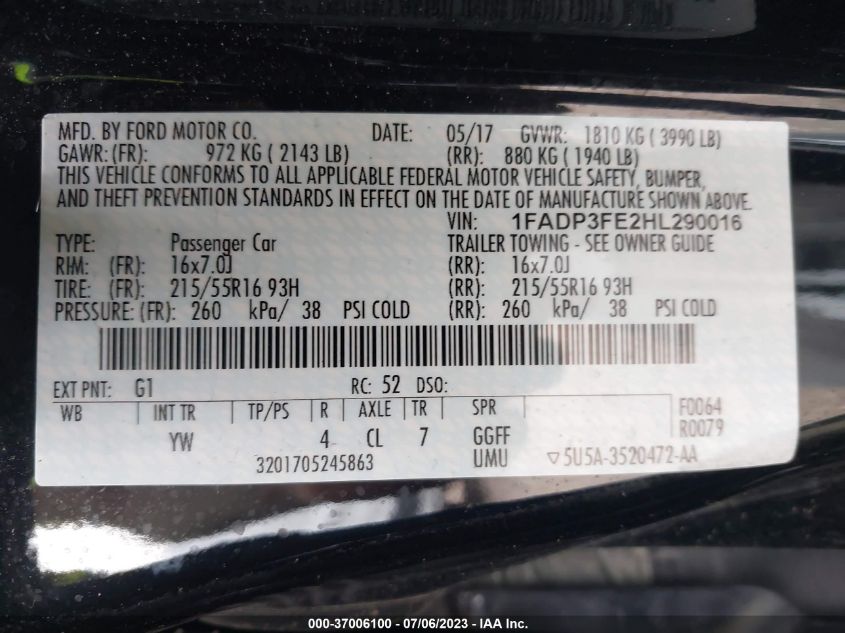 MFD. BY FORD MOTOR CO. DATE: 05/17 GVWR: 1810 KG ( 3990 LB)
GAWR: (FR): 972 KG ( 2143 LB) (RR): 880 KG ( 1940 LB)
THIS VEHICLE CONFORMS TO ALL APPLICABLE FEDERAL MOTOR VEHICLE SAFETY, BUMPER,
AND THEFT PREVENTION STANDARDS IN EFFECT ON THE DATE OF MANUFACTURE SHOWN ABOVE.
VIN: 1FADP3FE2HL290016
TYPE: Passenger Car TRAILER TOWING - SEE OWNER GUIDE
RIM: (FR): 16x7.0J (RR): 16x7.0J
TIRE: (FR): 215/55R16 93H (RR): 215/55R16 93H
PRESSURE: (FR): 260 kPa/ 38 PSI COLD (RR): 260 kPa/ 38 PSI COLD
EXT PNT: G1 RC: 52 DSO:
WB INT TR TP/PS R AXLE TR SPR F0064
YW 4 CL 7 GGFF R0079
3201705245863 UMU ▽5U5A-3520472-AA
000-37006100 - 07/06/2023 - IAA Inc.